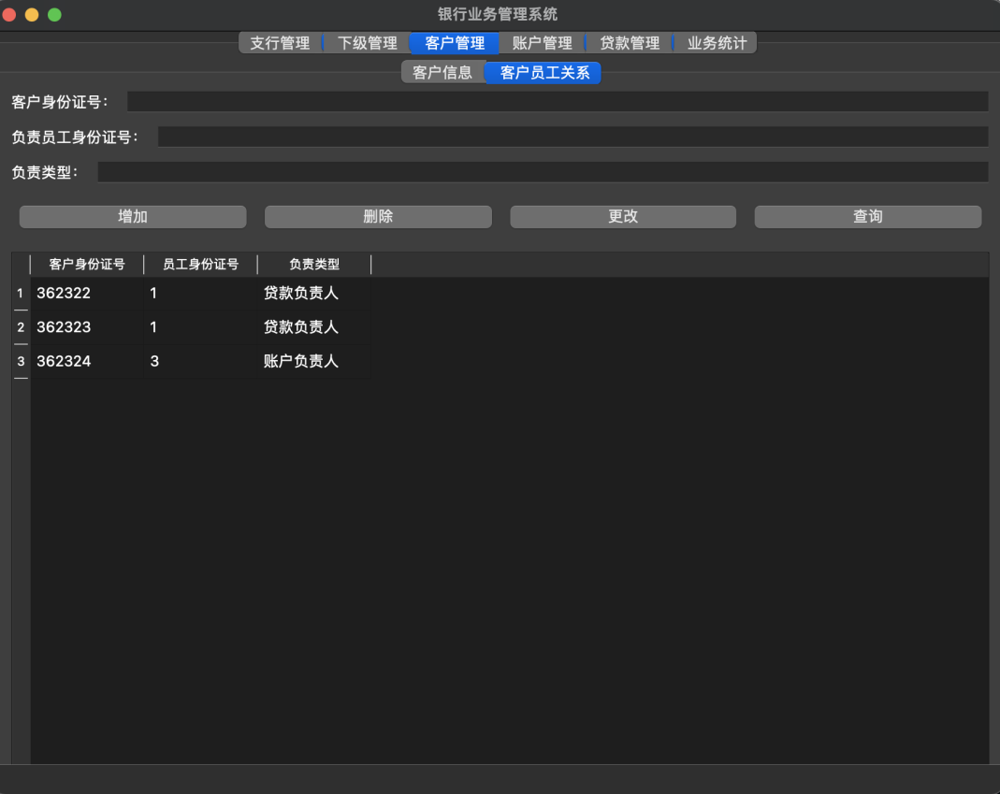 银行业务管理系统
支行管理 下级管理 客户管理 账户管理 贷款管理 业务统计
客户信息 客户员工关系
客户身份证号：
负责员工身份证号：
负责类型：
增加 删除 更改 查询
客户身份证号 员工身份证号 负责类型
1 362322 1 贷款负责人
2 362323 1 贷款负责人
3 362324 3 账户负责人